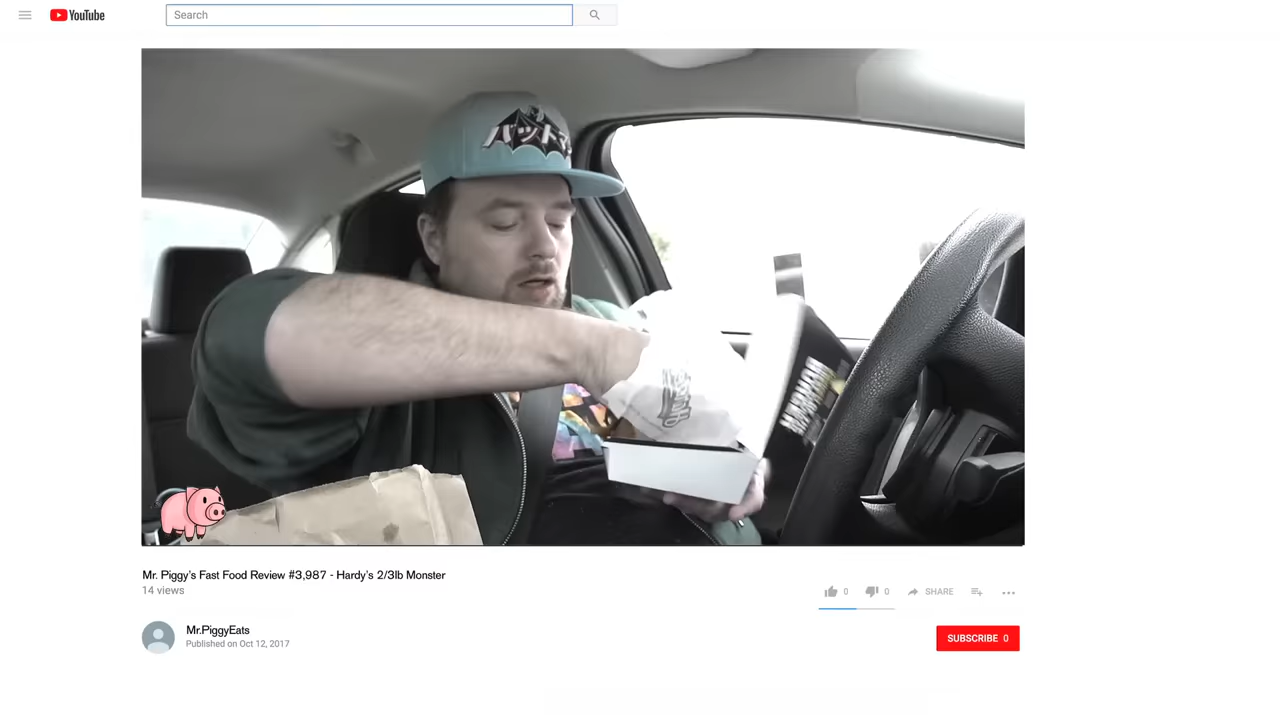 YouTube
Search
バットマン
Mr. Piggy's Fast Food Review #3,987 - Hardy's 2/3lb Monster
14 views
0
0
SHARE
Mr.PiggyEats
Published on Oct 12, 2017
SUBSCRIBE 0